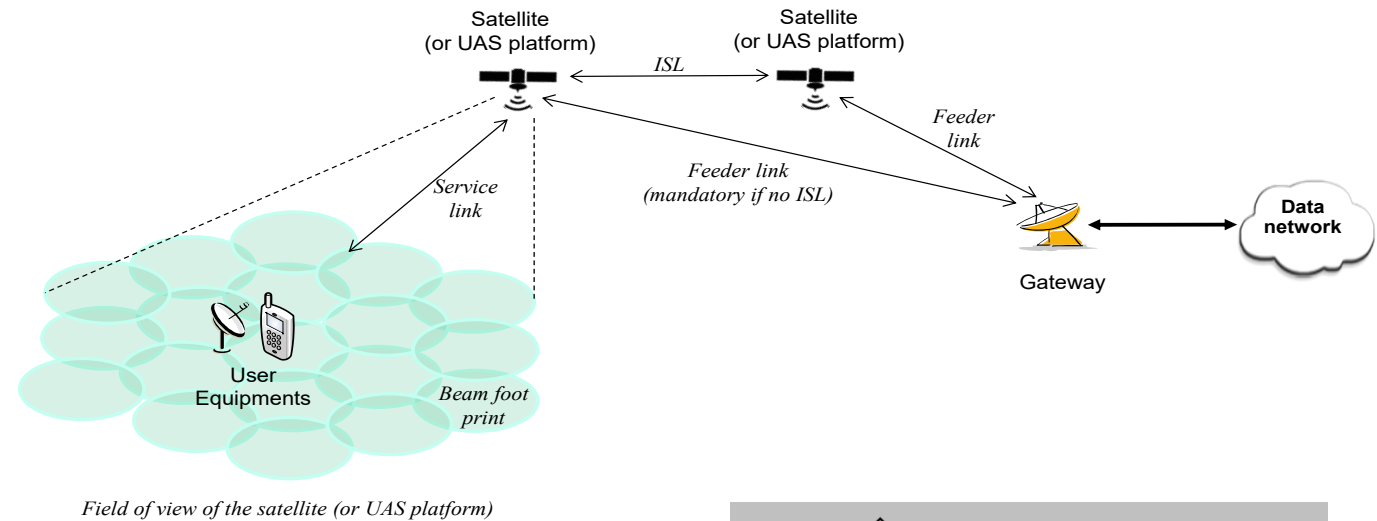 Satellite
(or UAS platform)
Satellite
(or UAS platform)
ISL
Feeder
link
Feeder link
(mandatory if no ISL)
Service
link
Data
network
Gateway
User
Equipments
Beam foot
print
Field of view of the satellite (or UAS platform)